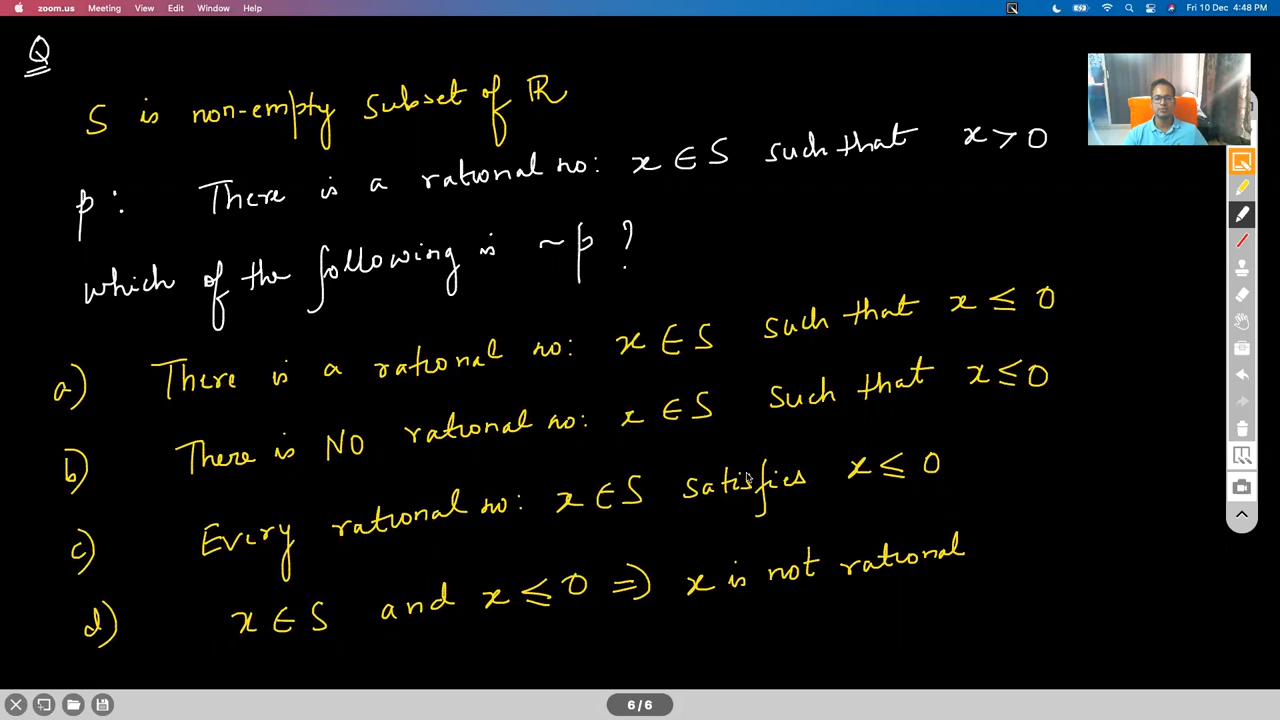 zoom.us Meeting View Edit Window Help Fri 10 Dec 4:48 PM
Q
S is non-empty subset of ℝ
p: There is a rational no: x ∈ S such that x > 0
which of the following is ~p ?
a) There is a rational no: x ∈ S such that x ≤ 0
b) There is NO rational no: x ∈ S such that x ≤ 0
c) Every rational no: x ∈ S satisfies x ≤ 0
d) x ∈ S and x ≤ 0 ⇒ x is not rational
6/6